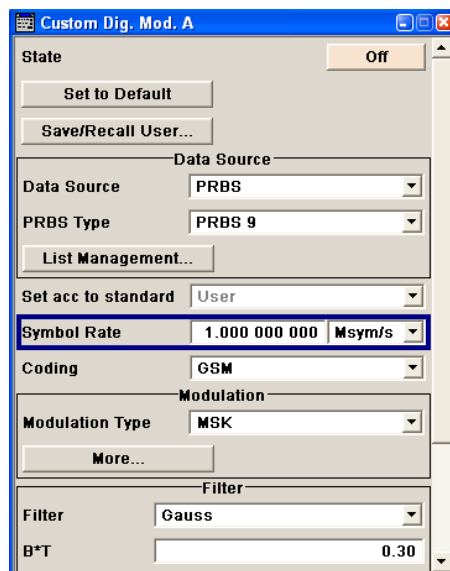 Custom Dig. Mod. A
State Off
Set to Default
Save/Recall User...
Data Source
Data Source PRBS
PRBS Type PRBS 9
List Management...
Set acc to standard User
Symbol Rate 1.000 000 000 Msym/s
Coding GSM
Modulation
Modulation Type MSK
More...
Filter
Filter Gauss
B*T 0.30